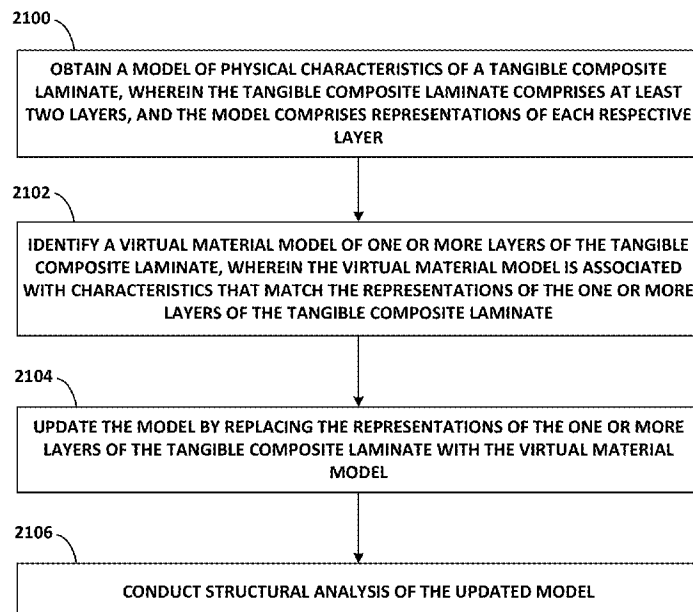 2100
OBTAIN A MODEL OF PHYSICAL CHARACTERISTICS OF A TANGIBLE COMPOSITE
LAMINATE, WHEREIN THE TANGIBLE COMPOSITE LAMINATE COMPRISES AT LEAST
TWO LAYERS, AND THE MODEL COMPRISES REPRESENTATIONS OF EACH RESPECTIVE
LAYER
2102
IDENTIFY A VIRTUAL MATERIAL MODEL OF ONE OR MORE LAYERS OF THE TANGIBLE
COMPOSITE LAMINATE, WHEREIN THE VIRTUAL MATERIAL MODEL IS ASSOCIATED
WITH CHARACTERISTICS THAT MATCH THE REPRESENTATIONS OF THE ONE OR MORE
LAYERS OF THE TANGIBLE COMPOSITE LAMINATE
2104
UPDATE THE MODEL BY REPLACING THE REPRESENTATIONS OF THE ONE OR MORE
LAYERS OF THE TANGIBLE COMPOSITE LAMINATE WITH THE VIRTUAL MATERIAL
MODEL
2106
CONDUCT STRUCTURAL ANALYSIS OF THE UPDATED MODEL